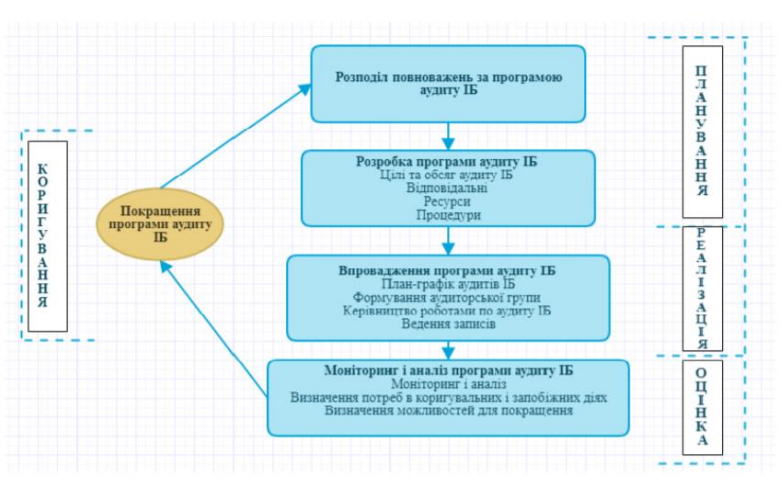 Розподіл повноважень за програмою
аудиту ІБ
Розробка програми аудиту ІБ
Цілі та обсяг аудиту ІБ
Відповідальні
Ресурси
Процедури
Впровадження програми аудиту ІБ
План-графік аудитів ІБ
Формування аудиторської групи
Керівництво роботами по аудиту ІБ
Ведення записів
Моніторинг і аналіз програми аудиту ІБ
Моніторинг і аналіз
Визначення потреб в коригувальних і запобіжних діях
Визначення можливостей для покращення
Покращення
програми аудиту
ІБ
КОРИГУВАННЯ
ПЛАНУВАННЯ
РЕАЛІЗАЦІЯ
ОЦІНКА